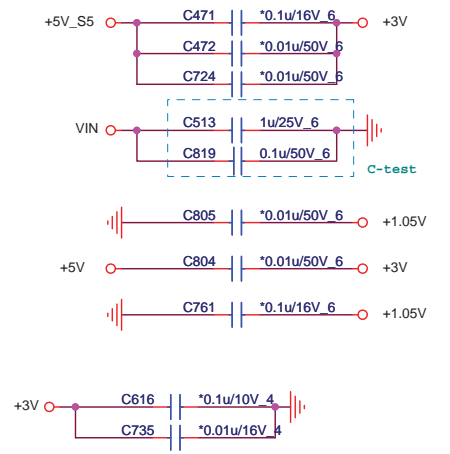 C471 *0.1u/16V_6
+5V_S5 +3V
C472 *0.01u/50V_6
C724 *0.01u/50V_6
C513 1u/25V_6
VIN
C819 0.1u/50V_6
C-test
C805 *0.01u/50V_6
+1.05V
C804 *0.01u/50V_6
+5V +3V
C761 *0.1u/16V_6
+1.05V
C616 *0.1u/10V_4
+3V
C735 *0.01u/16V_4